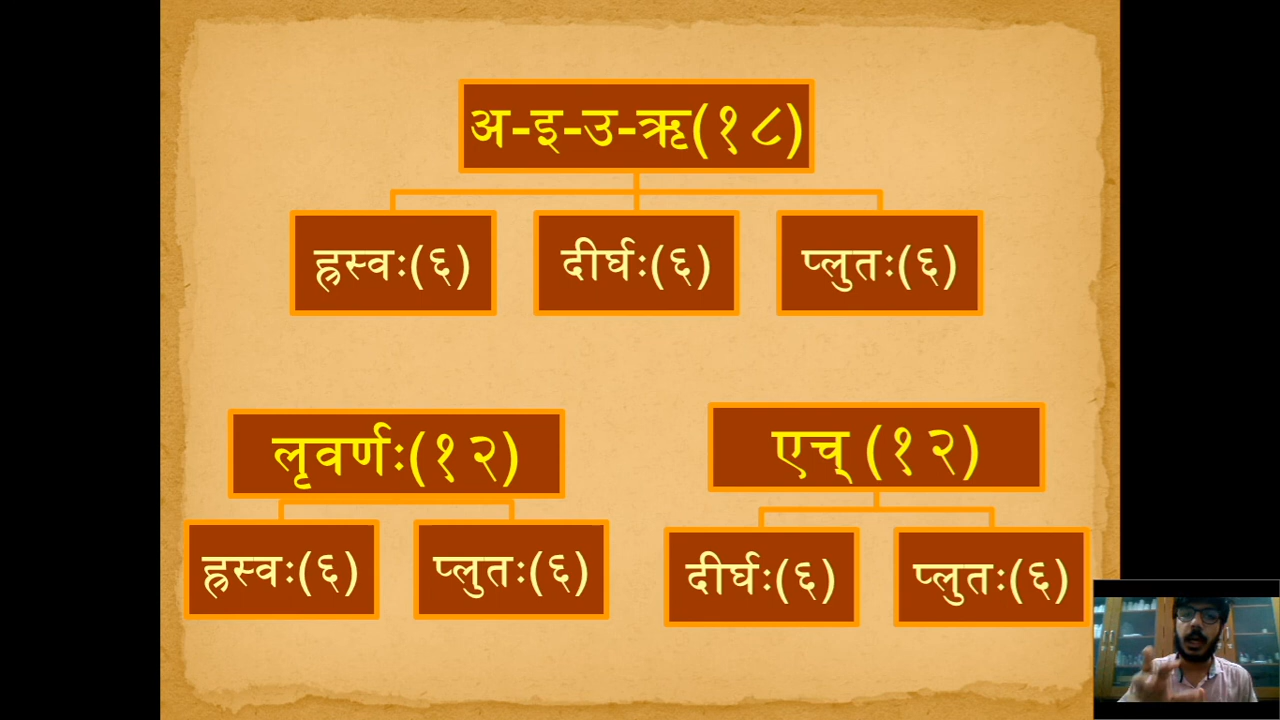 अ-इ-उ-ऋ(१८)
ह्रस्वः(६) दीर्घः(६) प्लुतः(६)
लृवर्णः(१२) एच् (१२)
ह्रस्वः(६) प्लुतः(६) दीर्घः(६) प्लुतः(६)